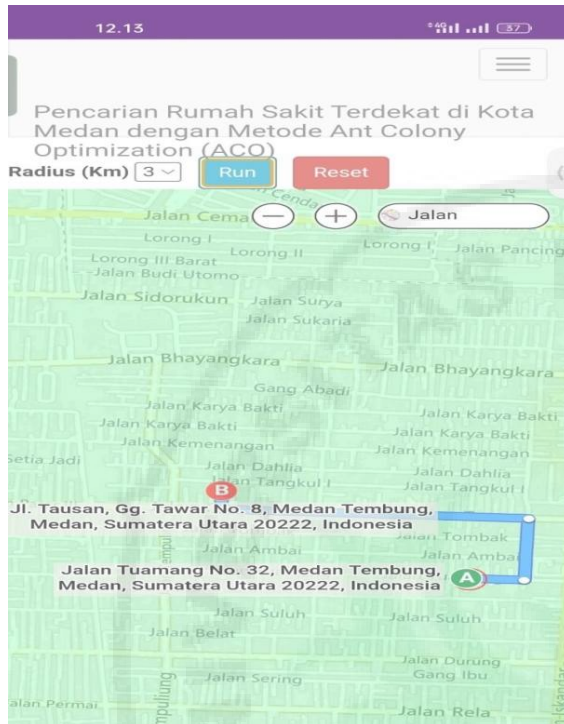 12.13
4G
37
Pencarian Rumah Sakit Terdekat di Kota
Medan dengan Metode Ant Colony
Optimization (ACO)
Radius (Km) 3 Run Reset
Jalan Cema
Jalan
Lorong I
Lorong II
Lorong I
Jalan Pancing
Lorong III Barat
Jalan Budi Utomo
Jalan Sidorukun
Jalan Surya
Jalan Sukaria
Jalan Bhayangkara
Jalan Bhayangkara
Gang Abadi
Jalan Karya Bakti
Jalan Karya Bakti
Jalan Karya Bakti
Jalan Karya Bakti
Jalan Kemenangan
Jalan Kemenangan
Setia Jadi
Jalan Dahlia
Jalan Dahlia
Jalan Tangkul I
Jalan Tangkul I
B
Jl. Tausan, Gg. Tawar No. 8, Medan Tembung,
Medan, Sumatera Utara 20222, Indonesia
Jalan Tombak
Jalan Ambai
Jalan Ambai
Jalan Tuamang No. 32, Medan Tembung,
Medan, Sumatera Utara 20222, Indonesia
A
Jalan Suluh
Jalan Suluh
Jalan Belat
Jalan Durung
Gang Ibu
Jalan Sering
alan Permai
mpuliung
Jalan Rela
n Iskandar